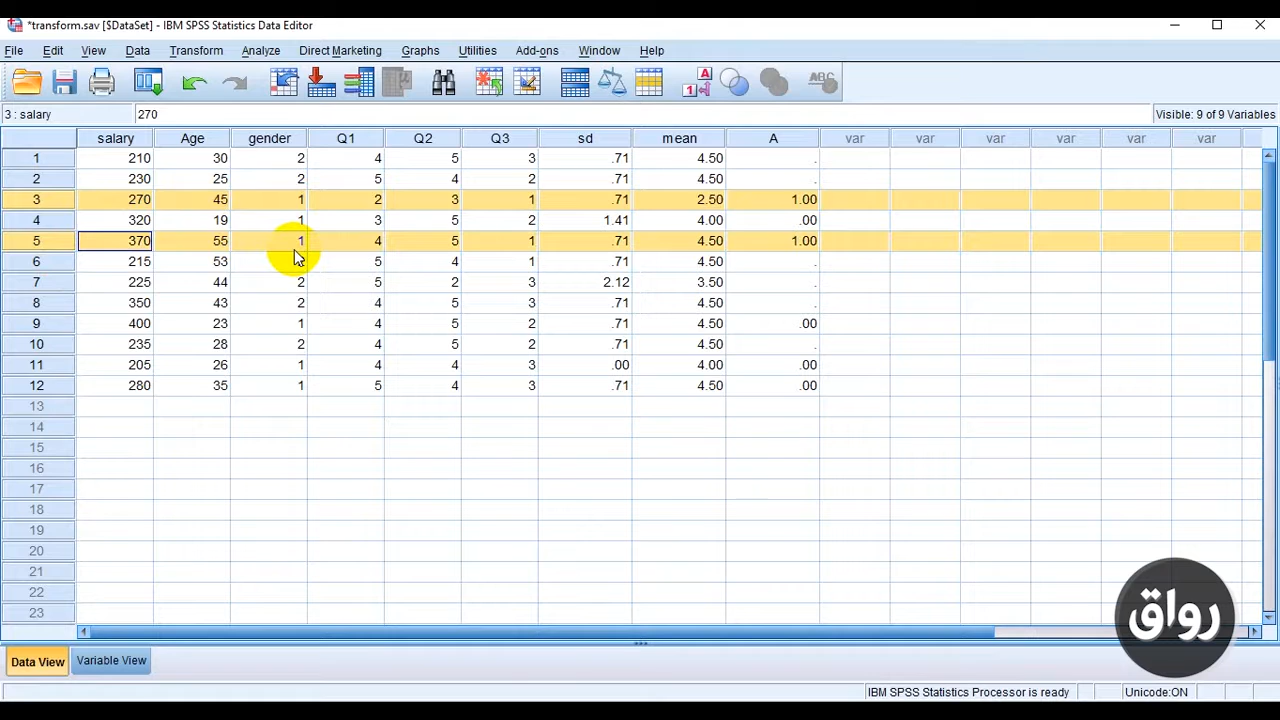 *transform.sav [$DataSet] - IBM SPSS Statistics Data Editor
File Edit View Data Transform Analyze Direct Marketing Graphs Utilities Add-ons Window Help
A 1 ABC
3 : salary 270 Visible: 9 of 9 Variables
salary Age gender Q1 Q2 Q3 sd mean A var var var var var var
1 210 30 2 4 5 3 .71 4.50 .
2 230 25 2 5 4 2 .71 4.50 .
3 270 45 1 2 3 1 .71 2.50 1.00
4 320 19 1 3 5 2 1.41 4.00 .00
5 370 55 1 4 5 1 .71 4.50 1.00
6 215 53 5 4 1 .71 4.50 .
7 225 44 2 5 2 3 2.12 3.50 .
8 350 43 2 4 5 3 .71 4.50 .
9 400 23 1 4 5 2 .71 4.50 .00
10 235 28 2 4 5 2 .71 4.50 .
11 205 26 1 4 4 3 .00 4.00 .00
12 280 35 1 5 4 3 .71 4.50 .00
13
14
15
16
17
18
19
20
21
22
23
رواق
Data View Variable View
IBM SPSS Statistics Processor is ready Unicode:ON